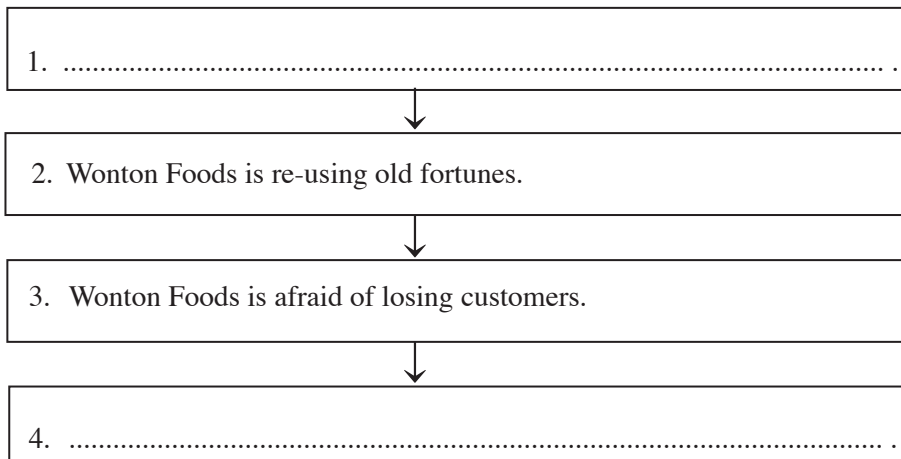 1. ................................................................................................................ .
2. Wonton Foods is re-using old fortunes.
3. Wonton Foods is afraid of losing customers.
4. ............................................................................................................... .